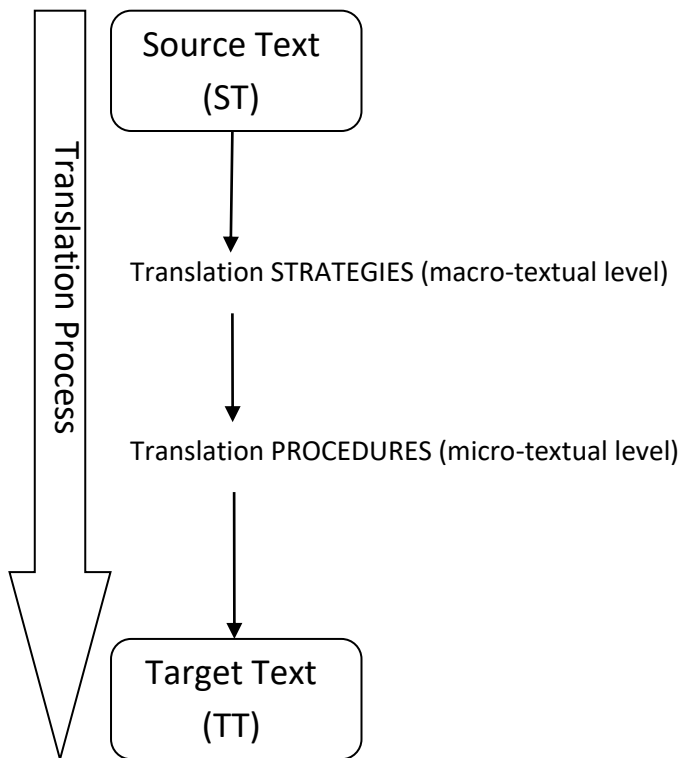 Source Text
(ST)
Translation Process
Translation STRATEGIES (macro-textual level)
Translation PROCEDURES (micro-textual level)
Target Text
(TT)